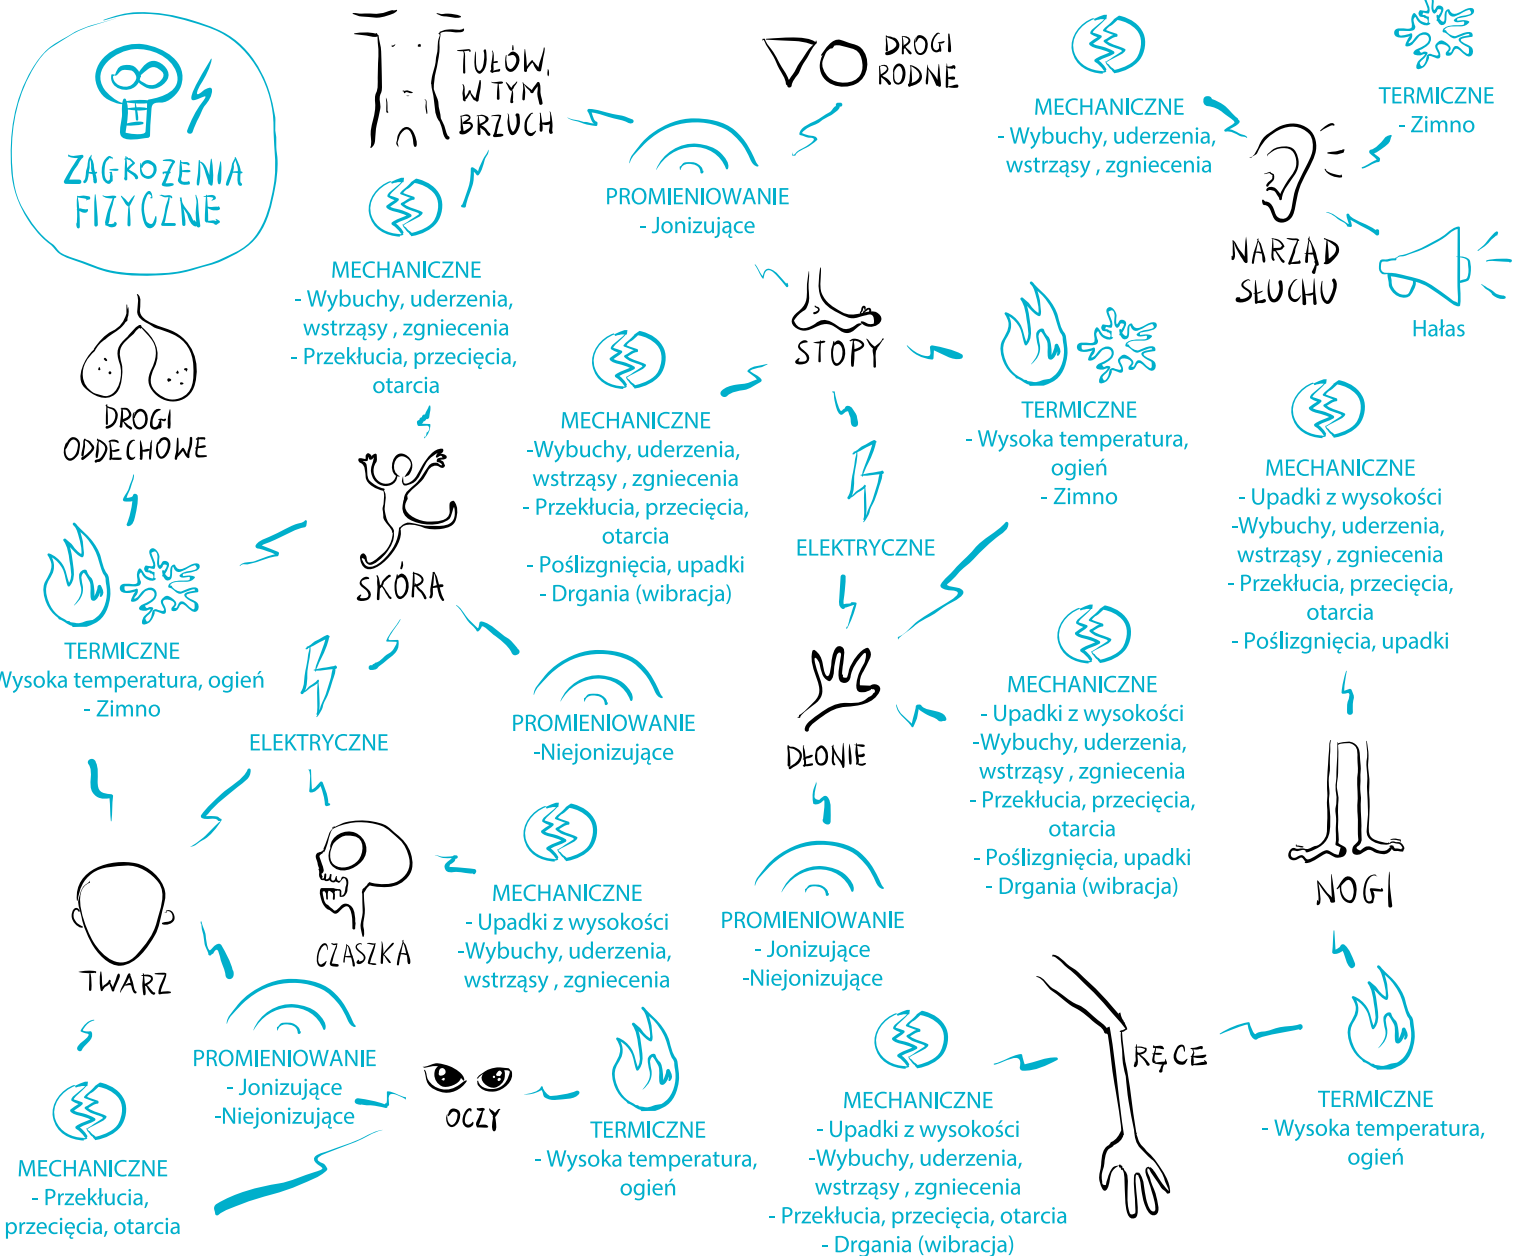 ZAGROŻENIA
FIZYCZNE
TUŁÓW,
W TYM
BRZUCH
DROGI
RODNE
MECHANICZNE
- Wybuchy, uderzenia,
wstrząsy , zgniecenia
TERMICZNE
- Zimno
PROMIENIOWANIE
- Jonizujące
NARZĄD
SŁUCHU
Hałas
MECHANICZNE
- Wybuchy, uderzenia,
wstrząsy , zgniecenia
- Przekłucia, przecięcia,
otarcia
DROGI
ODDECHOWE
STOPY
MECHANICZNE
-Wybuchy, uderzenia,
wstrząsy , zgniecenia
- Przekłucia, przecięcia,
otarcia
- Poślizgnięcia, upadki
- Drgania (wibracja)
TERMICZNE
- Wysoka temperatura,
ogień
- Zimno
MECHANICZNE
- Upadki z wysokości
-Wybuchy, uderzenia,
wstrząsy , zgniecenia
- Przekłucia, przecięcia,
otarcia
- Poślizgnięcia, upadki
SKÓRA
ELEKTRYCZNE
TERMICZNE
Wysoka temperatura, ogień
- Zimno
ELEKTRYCZNE
PROMIENIOWANIE
-Niejonizujące
DŁONIE
MECHANICZNE
- Upadki z wysokości
-Wybuchy, uderzenia,
wstrząsy , zgniecenia
- Przekłucia, przecięcia,
otarcia
- Poślizgnięcia, upadki
- Drgania (wibracja)
NOGI
CZASZKA
MECHANICZNE
- Upadki z wysokości
-Wybuchy, uderzenia,
wstrząsy , zgniecenia
PROMIENIOWANIE
- Jonizujące
-Niejonizujące
TWARZ
PROMIENIOWANIE
- Jonizujące
-Niejonizujące
OCZY
TERMICZNE
- Wysoka temperatura,
ogień
RĘCE
MECHANICZNE
- Upadki z wysokości
-Wybuchy, uderzenia,
wstrząsy , zgniecenia
- Przekłucia, przecięcia, otarcia
- Drgania (wibracja)
TERMICZNE
- Wysoka temperatura,
ogień
MECHANICZNE
- Przekłucia,
przecięcia, otarcia